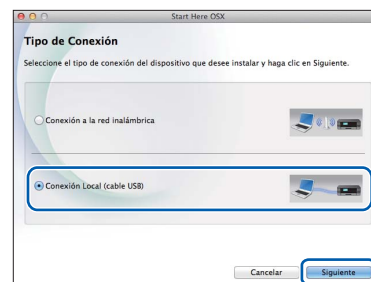 Start Here OSX
Tipo de Conexión
Seleccione el tipo de conexión del dispositivo que desee instalar y haga clic en Siguiente.
Conexión a la red inalámbrica
Conexión Local (cable USB)
Cancelar
Siguiente